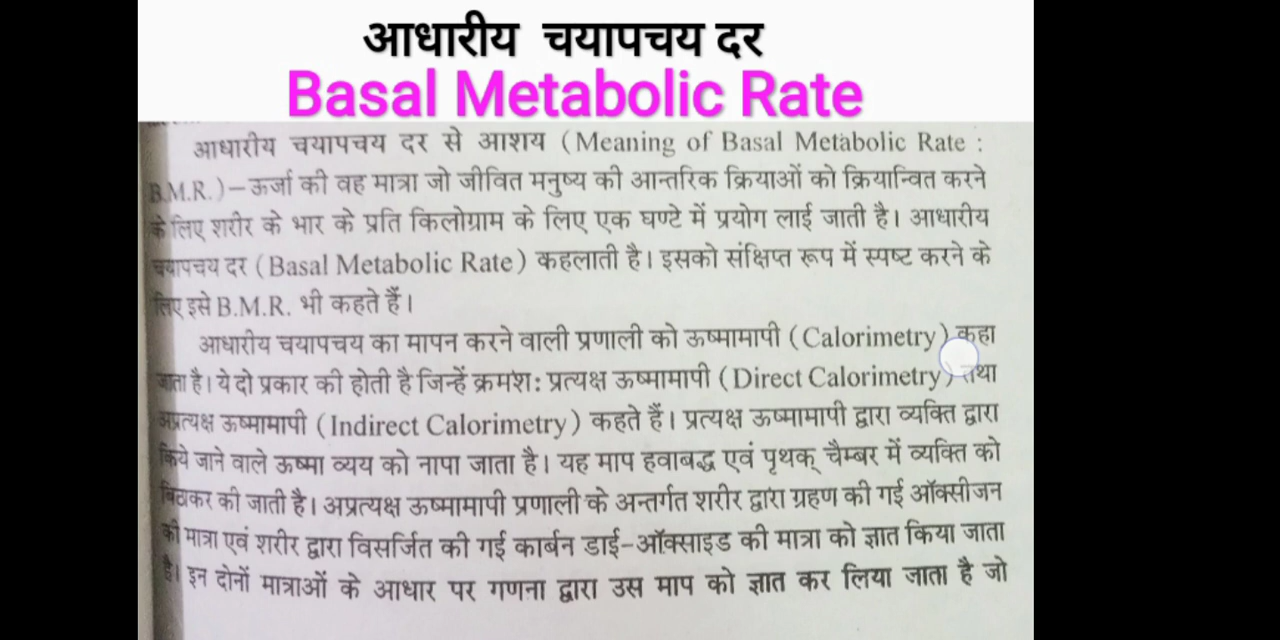 आधारीय चयापचय दर
Basal Metabolic Rate
आधारीय चयापचय दर से आशय (Meaning of Basal Metabolic Rate :
B.M.R.)–ऊर्जा की वह मात्रा जो जीवित मनुष्य की आन्तरिक क्रियाओं को क्रियान्वित करने
के लिए शरीर के भार के प्रति किलोग्राम के लिए एक घण्टे में प्रयोग लाई जाती है। आधारीय
चयापचय दर (Basal Metabolic Rate) कहलाती है। इसको संक्षिप्त रूप में स्पष्ट करने के
लिए इसे B.M.R. भी कहते हैं।
आधारीय चयापचय का मापन करने वाली प्रणाली को ऊष्मामापी (Calorimetry) कहा
जाता है। ये दो प्रकार की होती है जिन्हें क्रमश: प्रत्यक्ष ऊष्मामापी (Direct Calorimetry) तथा
अप्रत्यक्ष ऊष्मामापी (Indirect Calorimetry) कहते हैं। प्रत्यक्ष ऊष्मामापी द्वारा व्यक्ति द्वारा
किये जाने वाले ऊष्मा व्यय को नापा जाता है। यह माप हवाबद्ध एवं पृथक् चैम्बर में व्यक्ति को
बिठाकर की जाती है। अप्रत्यक्ष ऊष्मामापी प्रणाली के अन्तर्गत शरीर द्वारा ग्रहण की गई ऑक्सीजन
की मात्रा एवं शरीर द्वारा विसर्जित की गई कार्बन डाई-ऑक्साइड की मात्रा को ज्ञात किया जाता
है। इन दोनों मात्राओं के आधार पर गणना द्वारा उस माप को ज्ञात कर लिया जाता है जो